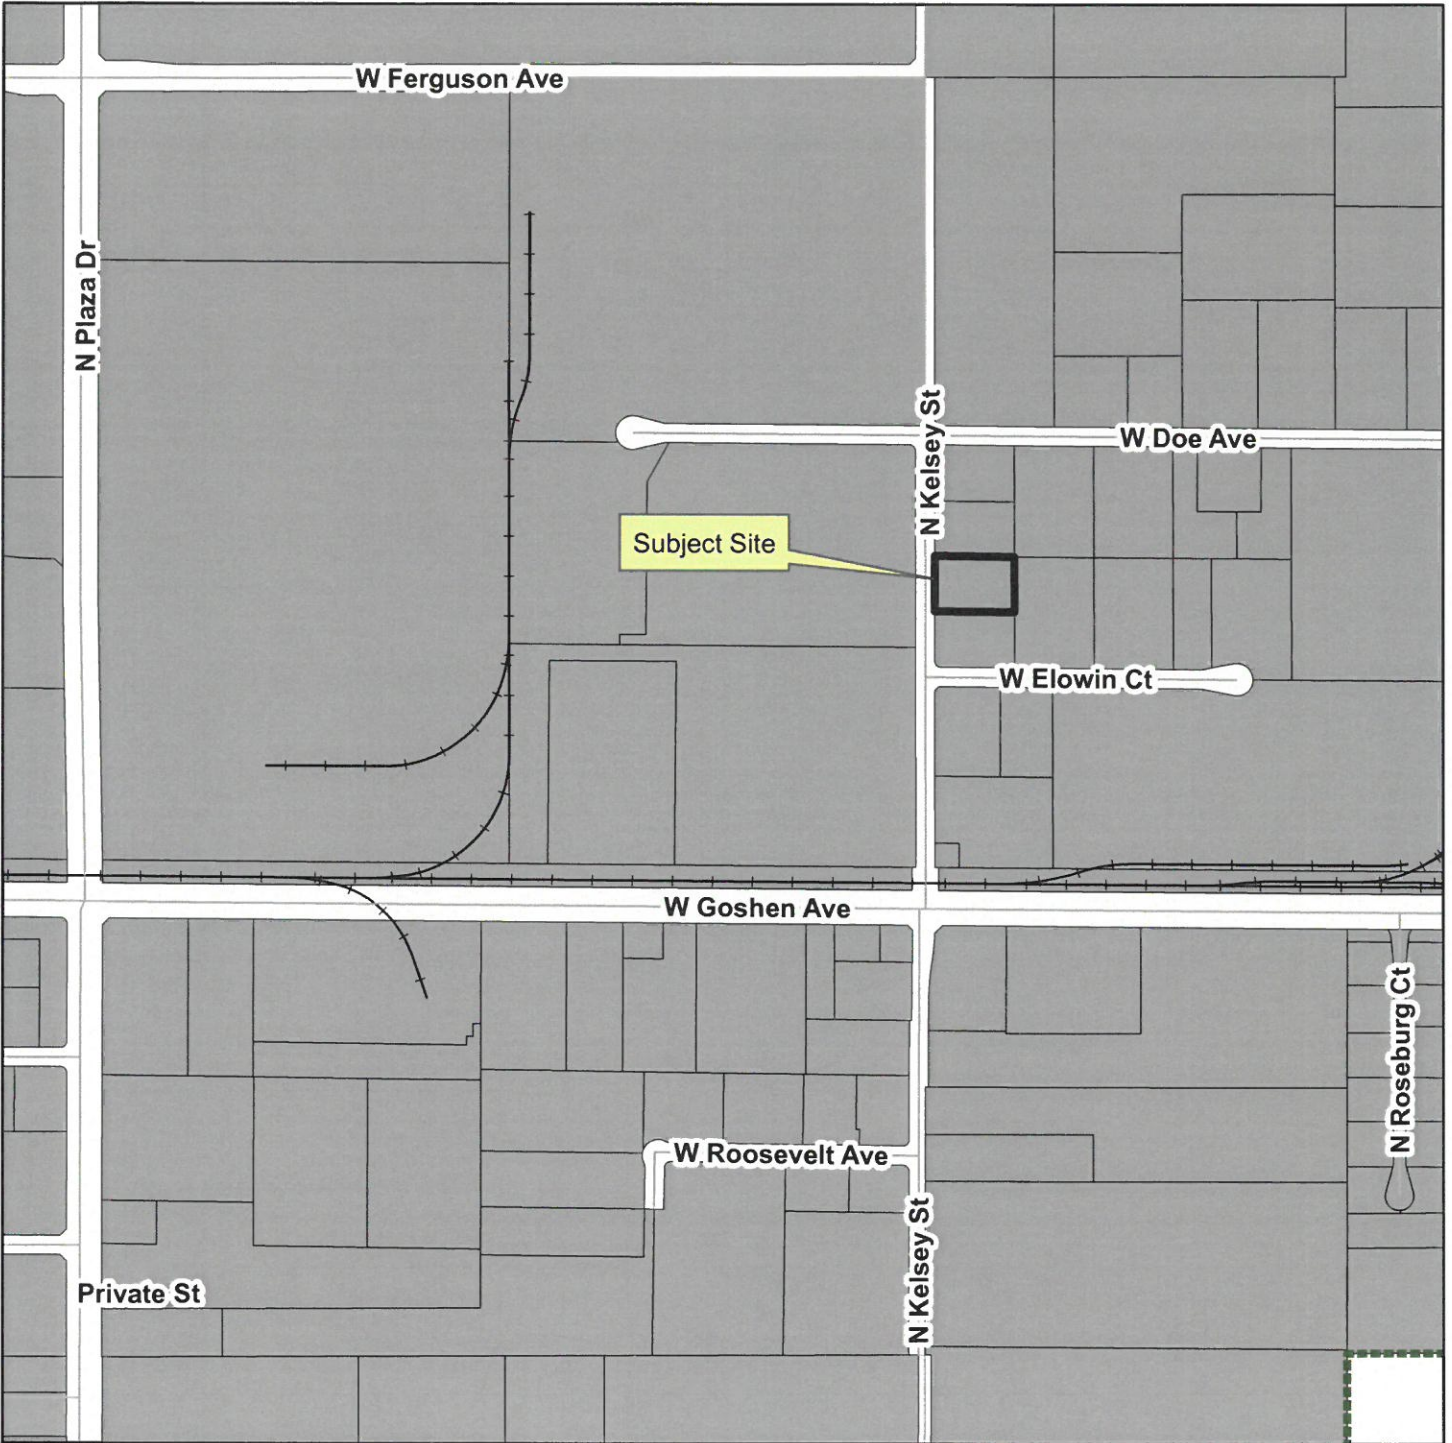 W Ferguson Ave
N Plaza Dr
N Kelsey St
W Doe Ave
Subject Site
W Elowin Ct
W Goshen Ave
N Roseburg Ct
W Roosevelt Ave
N Kelsey St
Private St